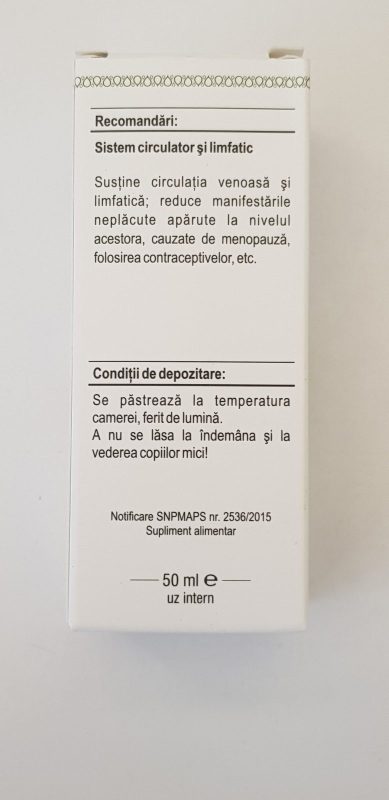 Recomandări:
Sistem circulator şi limfatic
Susţine circulaţia venoasă şi
limfatică; reduce manifestările
neplăcute apărute la nivelul
acestora, cauzate de menopauză,
folosirea contraceptivelor, etc.
Condiţii de depozitare:
Se păstrează la temperatura
camerei, ferit de lumină.
A nu se lăsa la îndemâna şi la
vederea copiilor mici!
Notificare SNPMAPS nr. 2536/2015
Supliment alimentar
50 ml e
uz intern